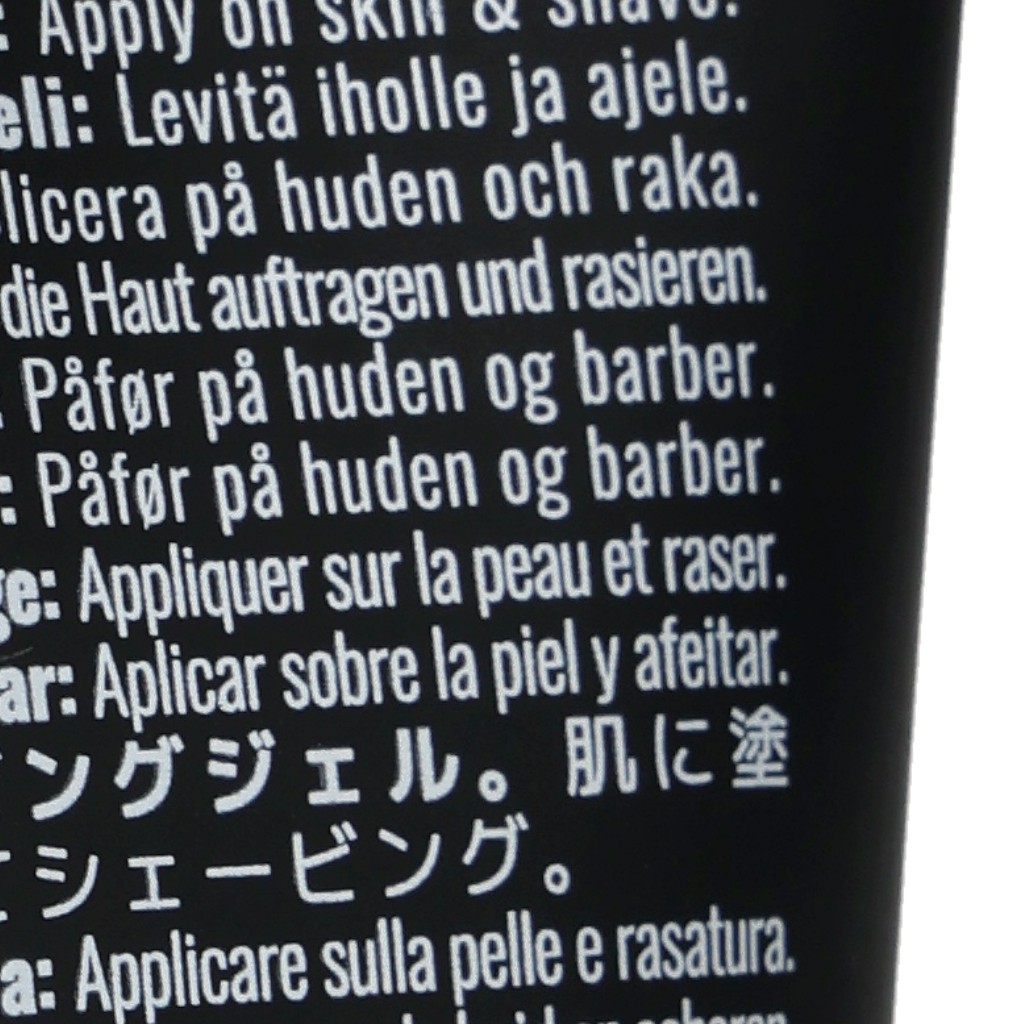 : Apply on skin & shave.
eli: Levitä iholle ja ajele.
licera på huden och raka.
die Haut auftragen und rasieren.
: Påfør på huden og barber.
: Påfør på huden og barber.
ge: Appliquer sur la peau et raser.
ar: Aplicar sobre la piel y afeitar.
ングジェル。肌に塗
シェービング。
a: Applicare sulla pelle e rasatura.